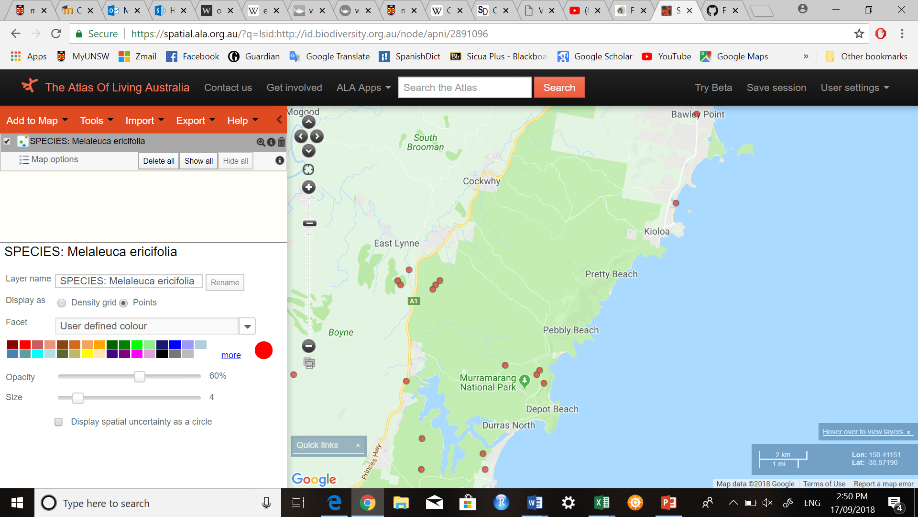 Secure
https://spatial.ala.org.au/?q=lsid:http://id.biodiversity.org.au/node/apni/2891096
Apps
MyUNSW
Zmail
Facebook
Guardian
Google Translate
SpanishDict
Sicua Plus - Blackboa
Google Scholar
YouTube
Google Maps
»
Other bookmarks
The Atlas Of Living Australia
Contact us
Get involved
ALA Apps
Search the Atlas
Search
Try Beta
Save session
User settings
Add to Map
Tools
Import
Export
Help
SPECIES: Melaleuca ericifolia
Map options
Delete all
Show all
Hide all
SPECIES: Melaleuca ericifolia
Layer name
SPECIES: Melaleuca ericifolia
Rename
Display as
Density grid
Points
Facet
User defined colour
more
Opacity
60%
Size
4
Display spatial uncertainty as a circle
Mogood
South
Brooman
Bawley Point
Cockwhy
Kioloa
East Lynne
Pretty Beach
A1
Boyne
Pebbly Beach
Murramarang
National Park
Depot Beach
Durras North
Princes Hwy
Quick links
Google
Hover over to view layers
2 km
1 mi
Lon: 150.41151
Lat: -35.57190
Map data ©2018 Google
Terms of Use
Report a map error
Type here to search
ENG
2:50 PM
17/09/2018
4